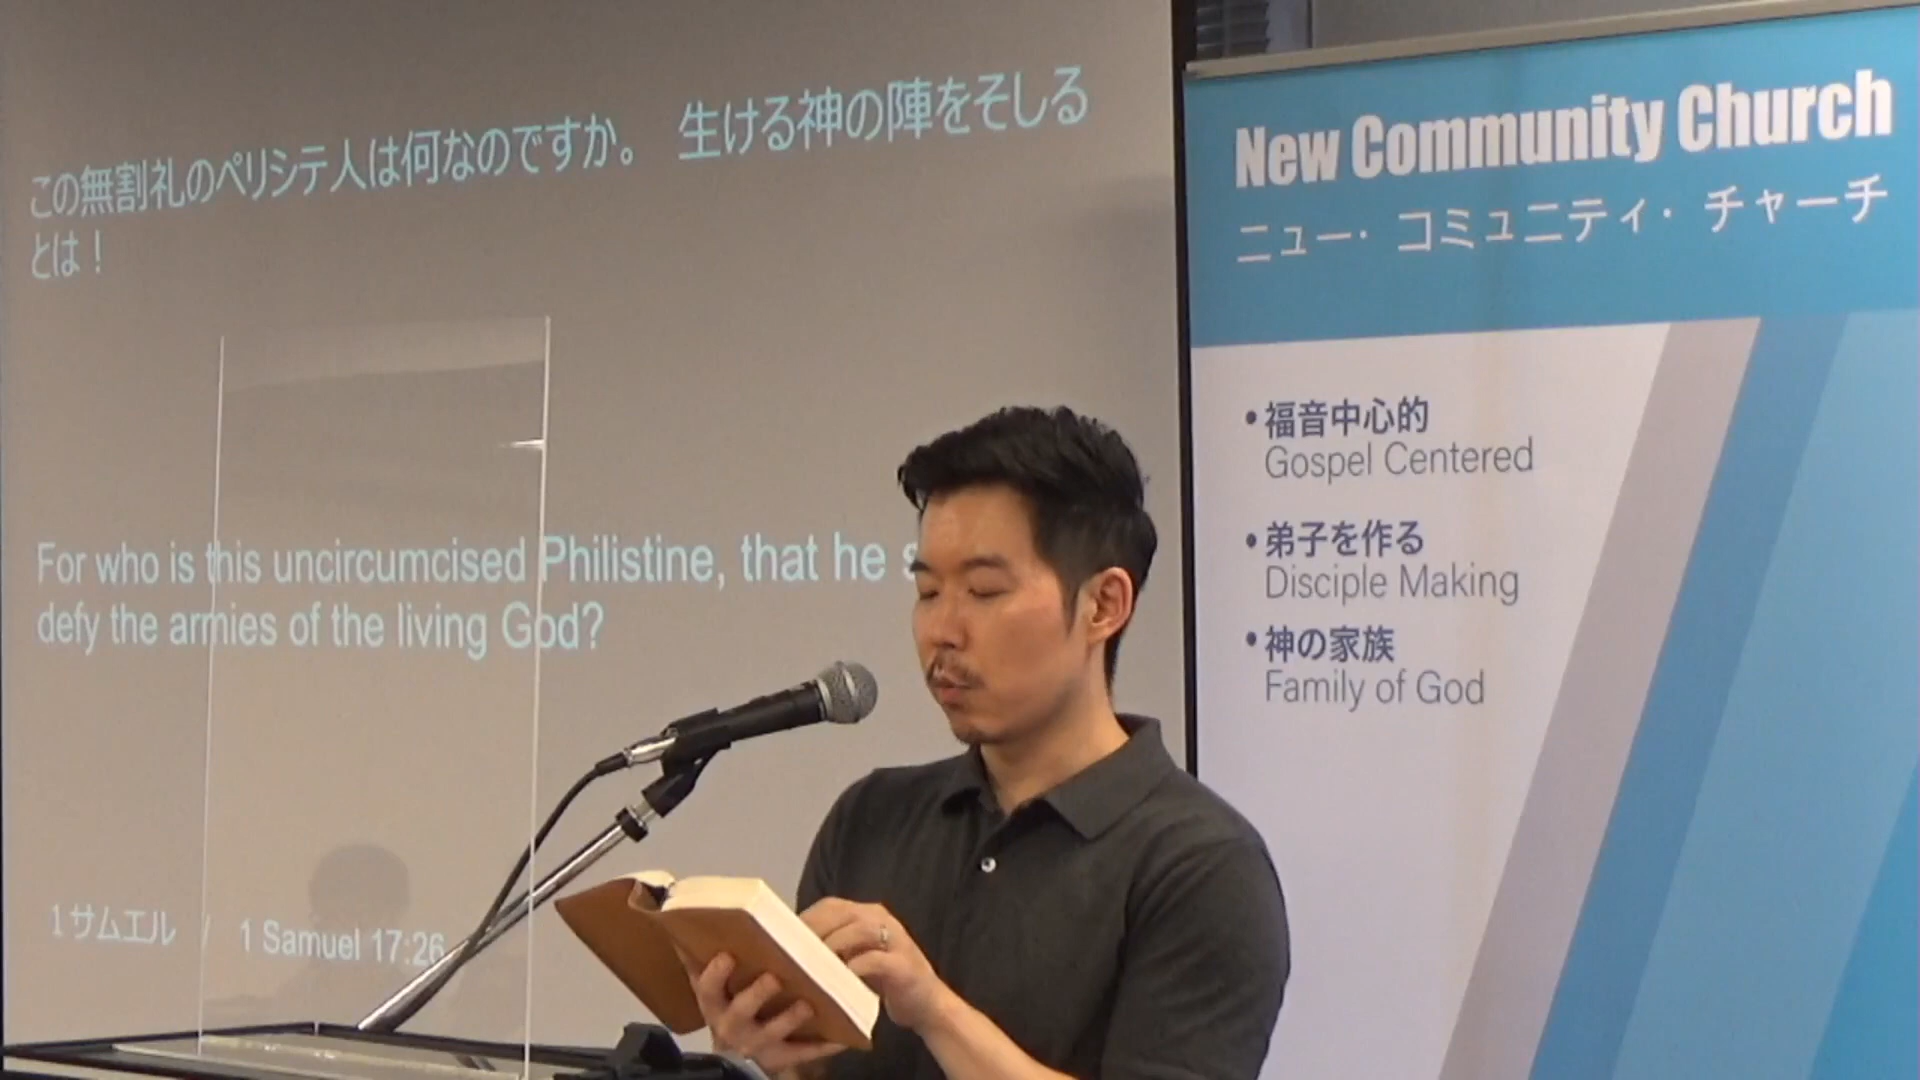 この無割礼のペリシテ人は何なのですか。 生ける神の陣をそしる
とは！
For who is this uncircumcised Philistine, that he
defy the armies of the living God?
1サムエル / 1 Samuel 17:26
New Community Church
ニュー・コミュニティ・チャーチ
•福音中心的
Gospel Centered
•弟子を作る
Disciple Making
•神の家族
Family of God